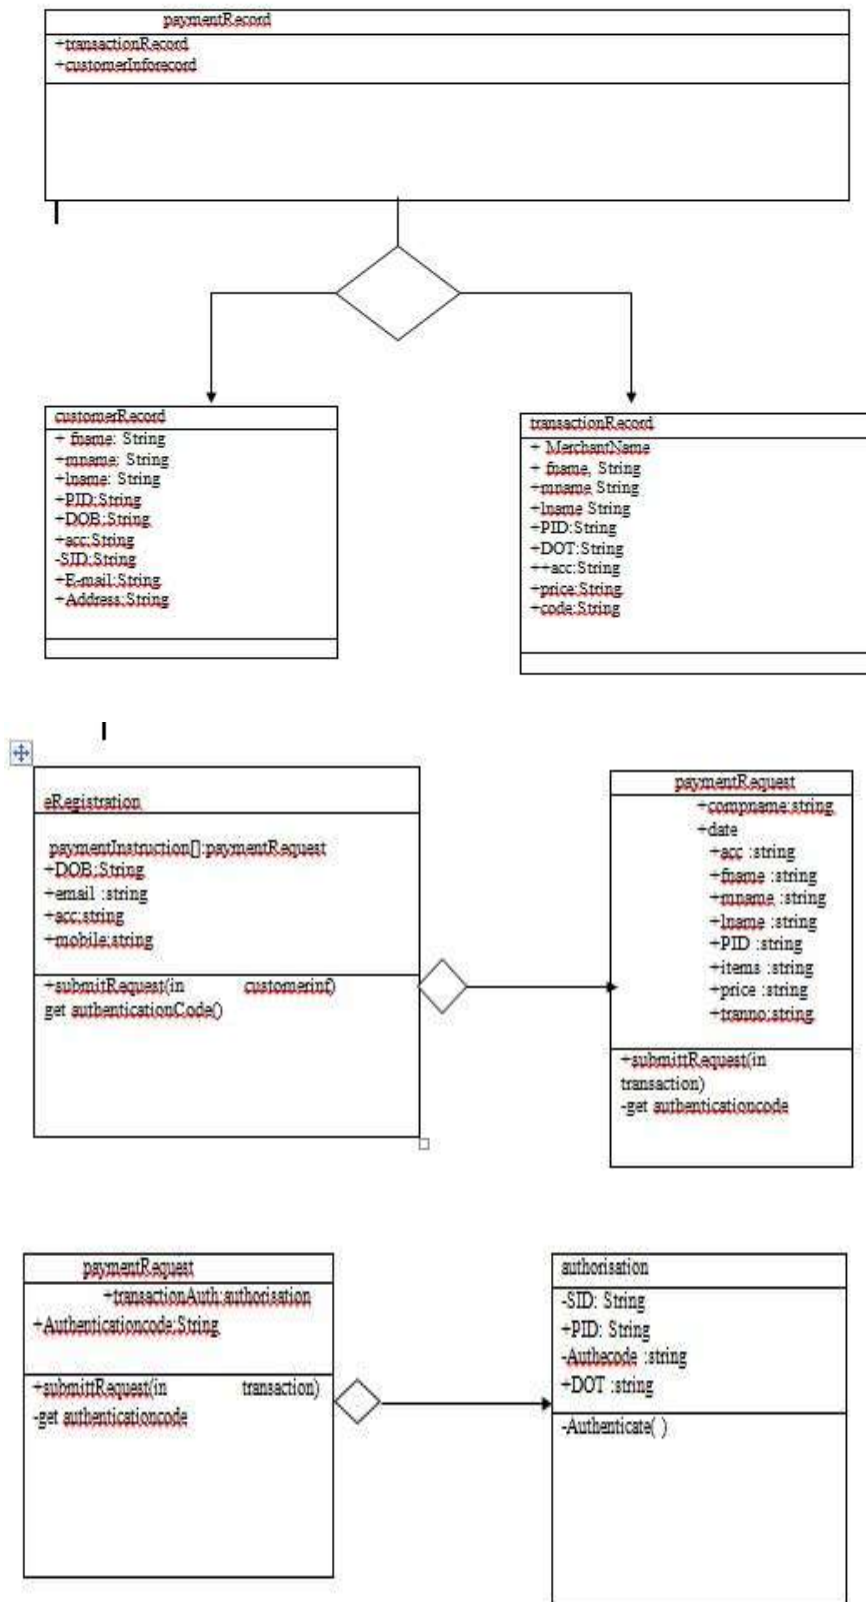 paymentRecord
+transactionRecord
+customerInforecord
customerRecord
+ fname: String
+mname: String
+lname: String
+PID:String
+DOB:String
+acc:String
-SID:String
+E-mail:String
+Address:String
transactionRecord
+ MerchantName
+ fname, String
+mname String
+lname String
+PID:String
+DOT:String
++acc:String
+price:String
+code:String
eRegistration
paymentInstruction[]:paymentRequest
+DOB:String
+email :string
+acc:string
+mobile:string
+submitRequest(in customerinf)
get authenticationCode()
paymentRequest
+compname:string
+date
+acc :string
+fname :string
+mname :string
+lname :string
+PID :string
+items :string
+price :string
+tranno:string
+submittRequest(in
transaction)
-get authenticationcode
paymentRequest
+transactionAuth:authorisation
+Authenticationcode:String
+submittRequest(in transaction)
-get authenticationcode
authorisation
-SID: String
+PID: String
-Authecode :string
+DOT :string
-Authenticate( )